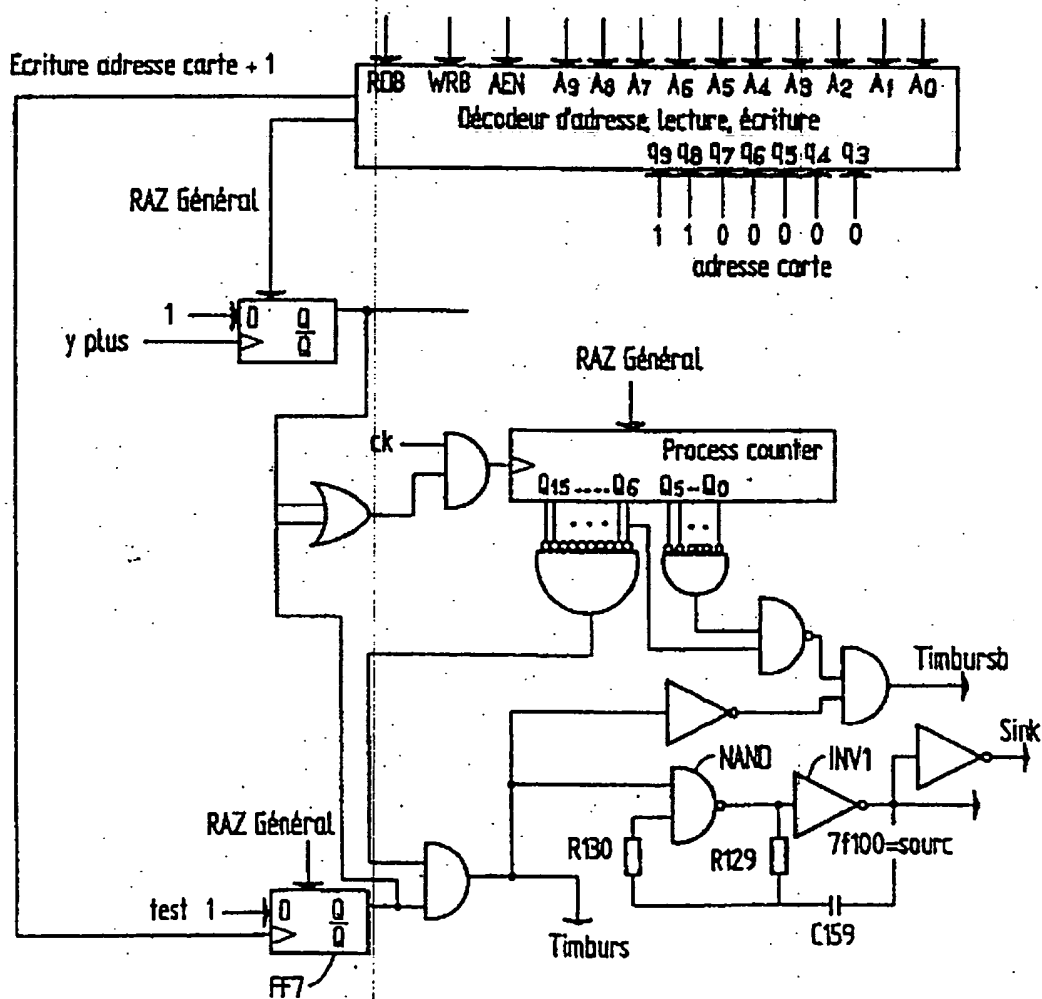 Ecriture adresse carte + 1
RDB WRB AEN A9 A8 A7 A6 A5 A4 A3 A2 A1 A0
Décodeur d'adresse, lecture, écriture
q9 q8 q7 q6 q5 q4 q3
RAZ Général
1 1 0 0 0 0 0
adresse carte
1
D Q
Q
y plus
RAZ Général
ck
Process counter
Q15....Q6 Q5-Q0
Timbursb
Sink
NAND
INV1
RAZ Général
R130
R129
7f100=sourc
test 1
D Q
Q
C159
Timburs
FF7